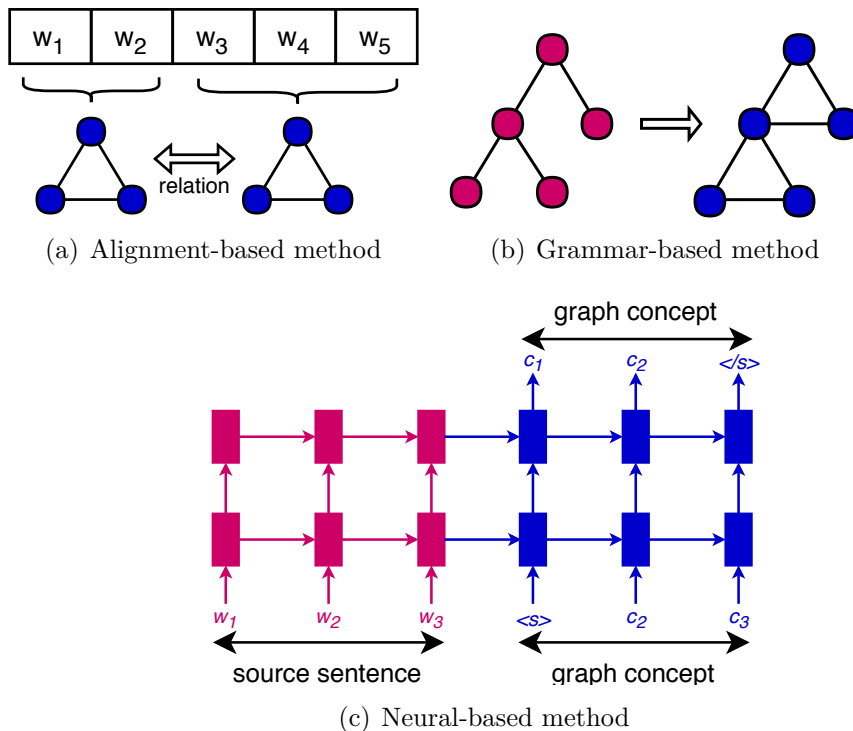 w1 w2 w3 w4 w5
relation
(a) Alignment-based method
(b) Grammar-based method
graph concept
c1 c2 </s>
w1 w2 w3 <s> c2 c3
source sentence graph concept
(c) Neural-based method